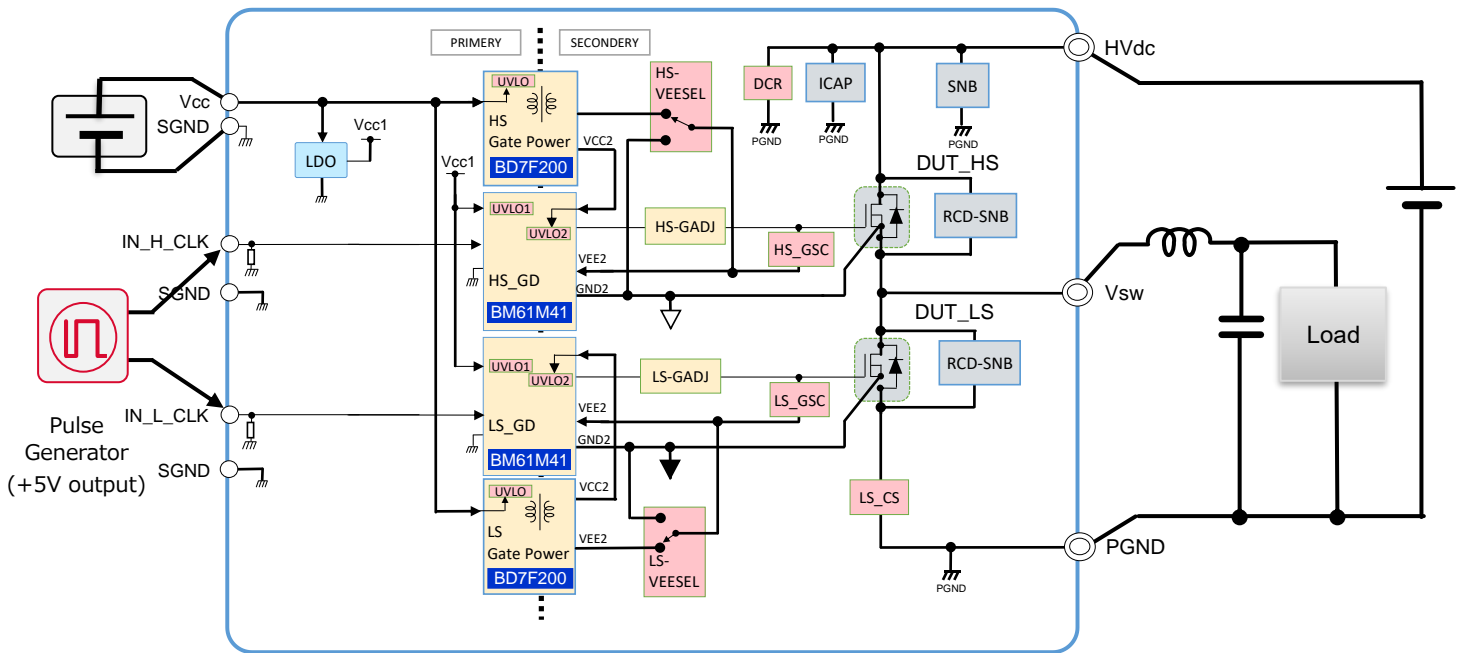 PRIMERY
SECONDERY
HVdc
Vcc
SGND
Vcc1
LDO
UVLO
HS
Gate Power
BD7F200
VCC2
HS-
VEESEL
DCR
PGND
ICAP
PGND
SNB
PGND
Vcc1
UVLO1
UVLO2
HS_GD
BM61M41
VEE2
GND2
HS-GADJ
HS_GSC
DUT_HS
RCD-SNB
IN_H_CLK
SGND
Vsw
Load
DUT_LS
UVLO1
UVLO2
LS_GD
BM61M41
VEE2
GND2
LS-GADJ
LS_GSC
RCD-SNB
IN_L_CLK
SGND
Pulse
Generator
(+5V output)
UVLO
LS
Gate Power
BD7F200
VCC2
VEE2
LS-
VEESEL
LS_CS
PGND
PGND